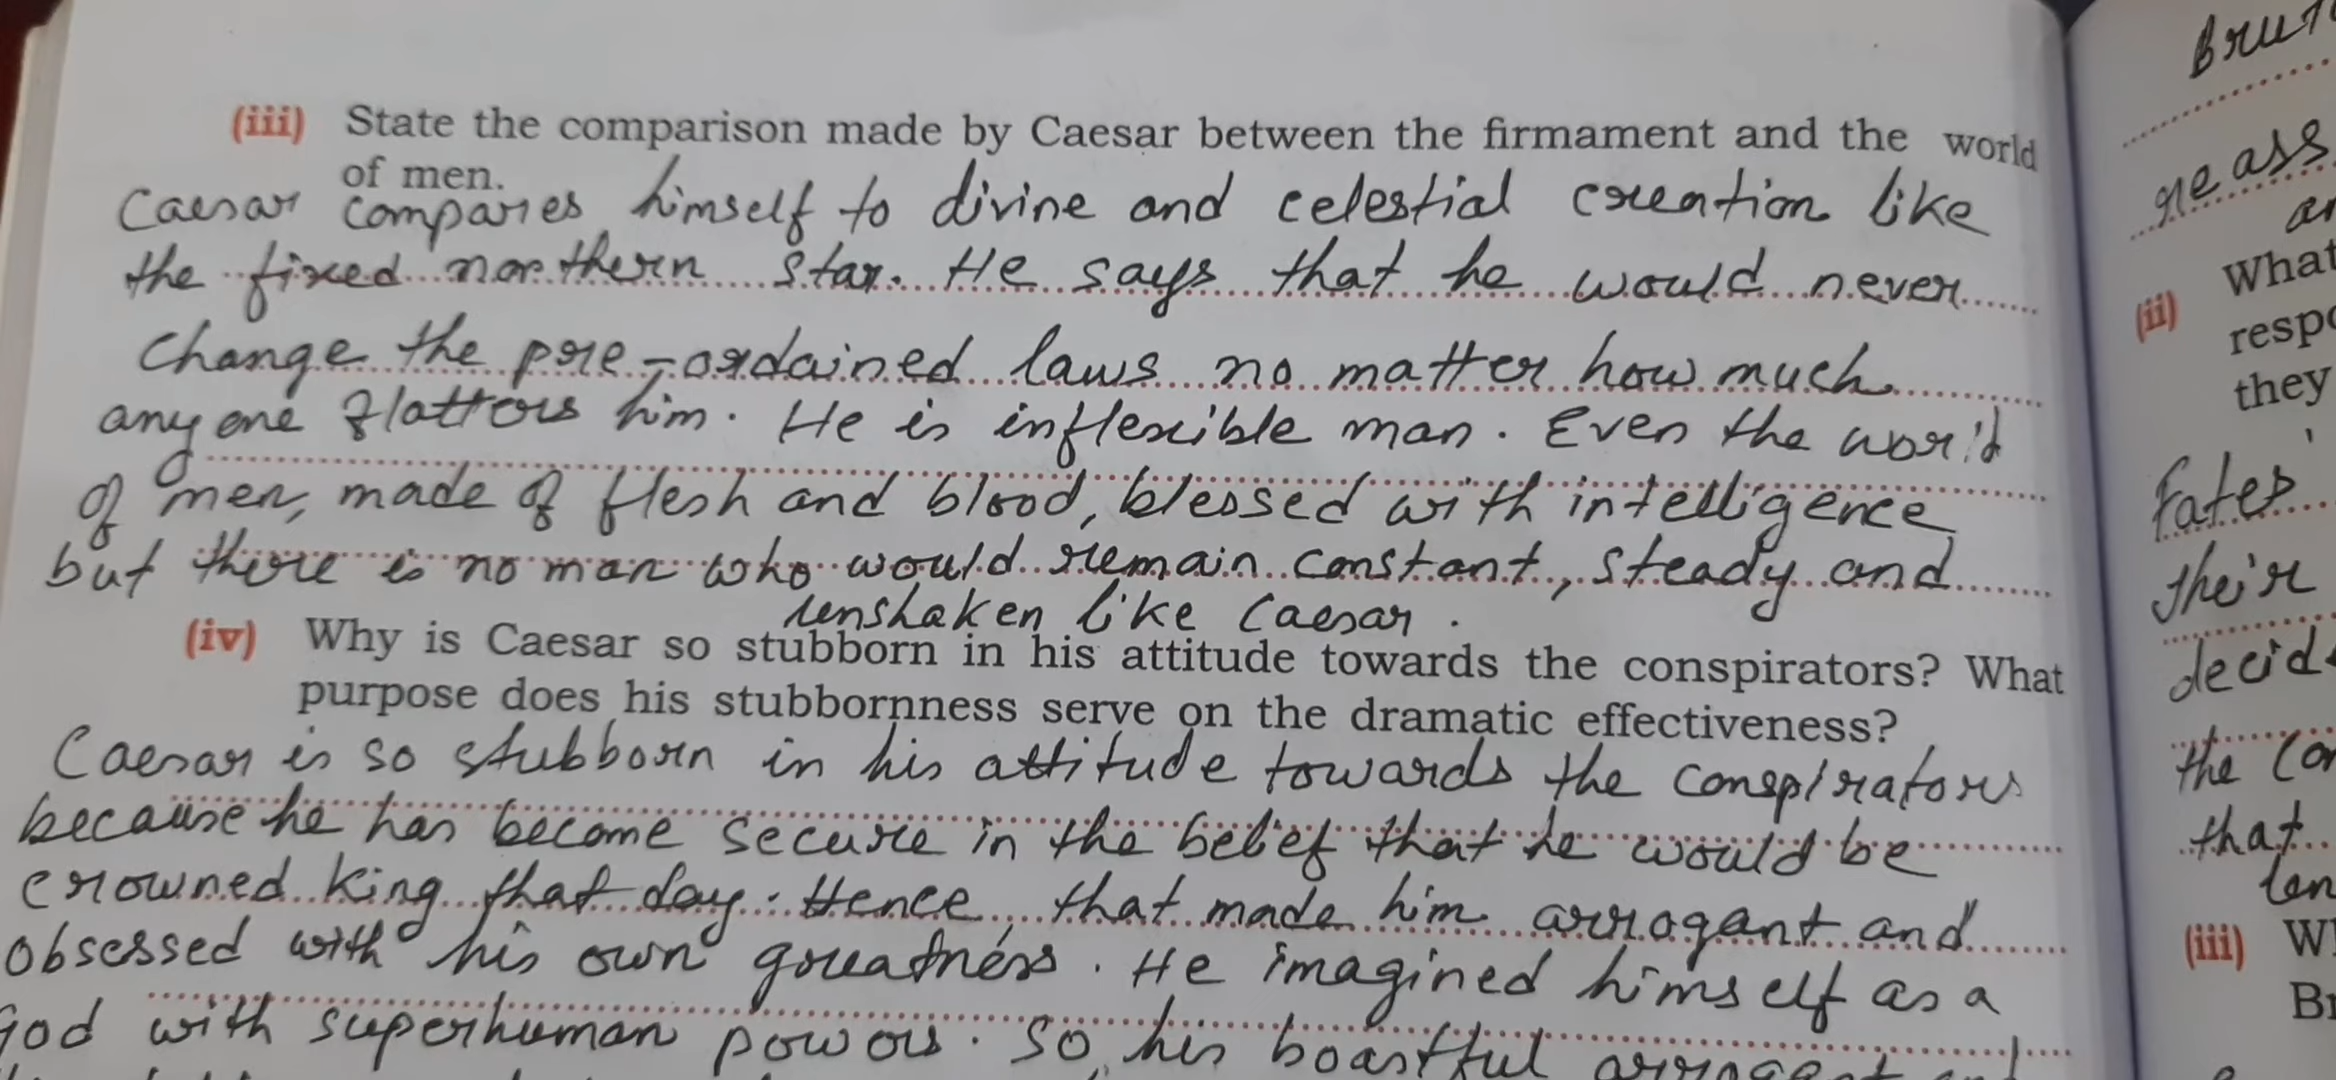 (iii) State the comparison made by Caesar between the firmament and the world
of men.
Caesar compares himself to divine and celestial creation like
the fixed northern star. He says that he would never
change the pre-ordained laws no matter how much
anyone flatters him. He is inflexible man. Even the world
of men, made of flesh and blood, blessed with intelligence
but there is no man who would remain constant, steady and
unshaken like Caesar.
(iv) Why is Caesar so stubborn in his attitude towards the conspirators? What
purpose does his stubbornness serve on the dramatic effectiveness?
Caesar is so stubborn in his attitude towards the conspirators
because he has become secure in the belief that he would be
crowned king that day. Hence, that made him arrogant and
obsessed with his own greatness. He imagined himself as a
god with superhuman powers. So, his boastful arrogant and
(ii) What
they
Fates
their
the
that
(iii)